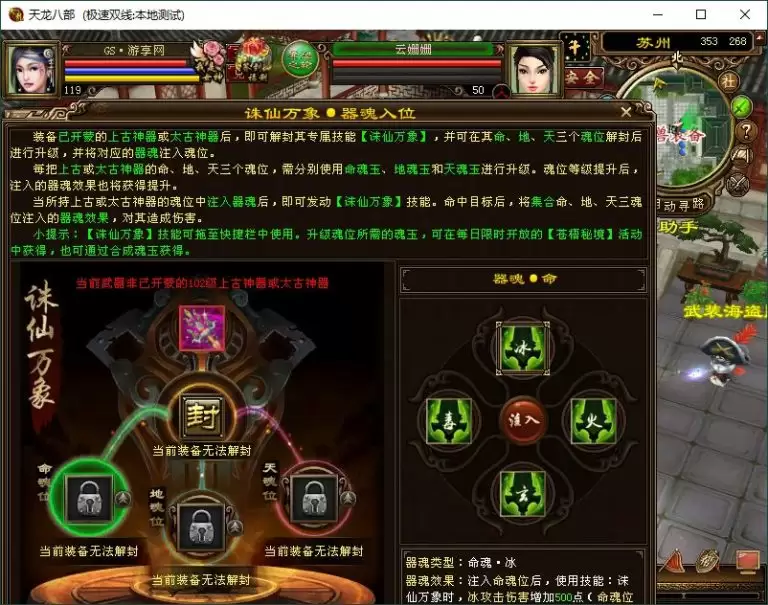 天龙八部 (极速双线:本地测试)
GS·游享网
云姗姗
119
50
安全
苏州 353 268
北
社
兽装备
自动寻路
助手
武装海盗
诛仙万象●器魂入位
装备已开蒙的上古神器或太古神器后,即可解封其专属技能【诛仙万象】,并可在其命、地、天三个魂位解封后
进行升级,并将对应的器魂注入魂位。
每把上古或太古神器的命、地、天三个魂位,需分别使用命魂玉、地魂玉和天魂玉进行升级。魂位等级提升后,
注入的器魂效果也将获得提升。
当所持上古或太古神器的魂位中注入器魂后,即可发动【诛仙万象】技能。命中目标后,将集合命、地、天三魂
位注入的器魂效果,对其造成伤害。
小提示:【诛仙万象】技能可拖至快捷栏中使用。升级魂位所需的魂玉,可在每日限时开放的【苍梧秘境】活动
中获得,也可通过合成魂玉获得。
诛仙万象
当前武器非已开蒙的102级上古神器或太古神器
封
当前装备无法解封
命魂位
地魂位
天魂位
当前装备无法解封
当前装备无法解封
当前装备无法解封
器魂●命
冰
毒
注入
火
玄
器魂类型:命魂·冰
器魂效果:注入命魂位后,使用技能:诛
仙万象时,冰攻击伤害增加500点(命魂位